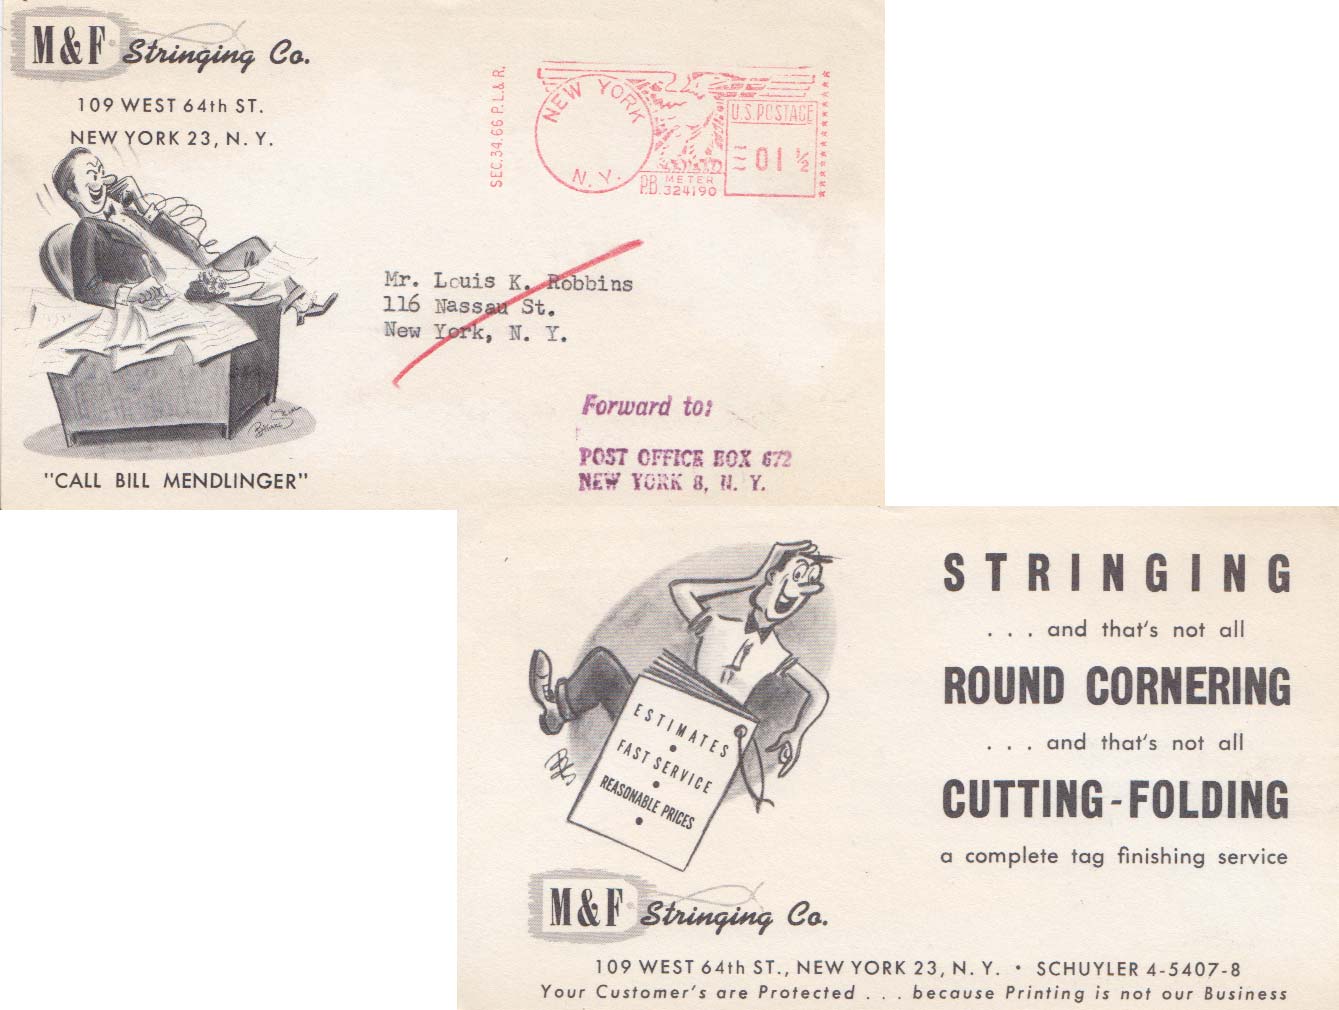 M&F Stringing Co.
109 WEST 64th ST.
NEW YORK 23, N. Y.
"CALL BILL MENDLINGER"
SEC.34.66 P.L.& R.
NEW YORK
N.Y.
U.S. POSTAGE
01 ½
P.B. METER
324190
Mr. Louis K. Robbins
116 Nassau St.
New York, N. Y.
Forward to:
POST OFFICE BOX 672
NEW YORK 8, N. Y.
ESTIMATES
FAST SERVICE
REASONABLE PRICES
STRINGING
. . . and that's not all
ROUND CORNERING
. . . and that's not all
CUTTING-FOLDING
a complete tag finishing service
M&F Stringing Co.
109 WEST 64th ST., NEW YORK 23, N. Y. • SCHUYLER 4-5407-8
Your Customer's are Protected . . . because Printing is not our Business